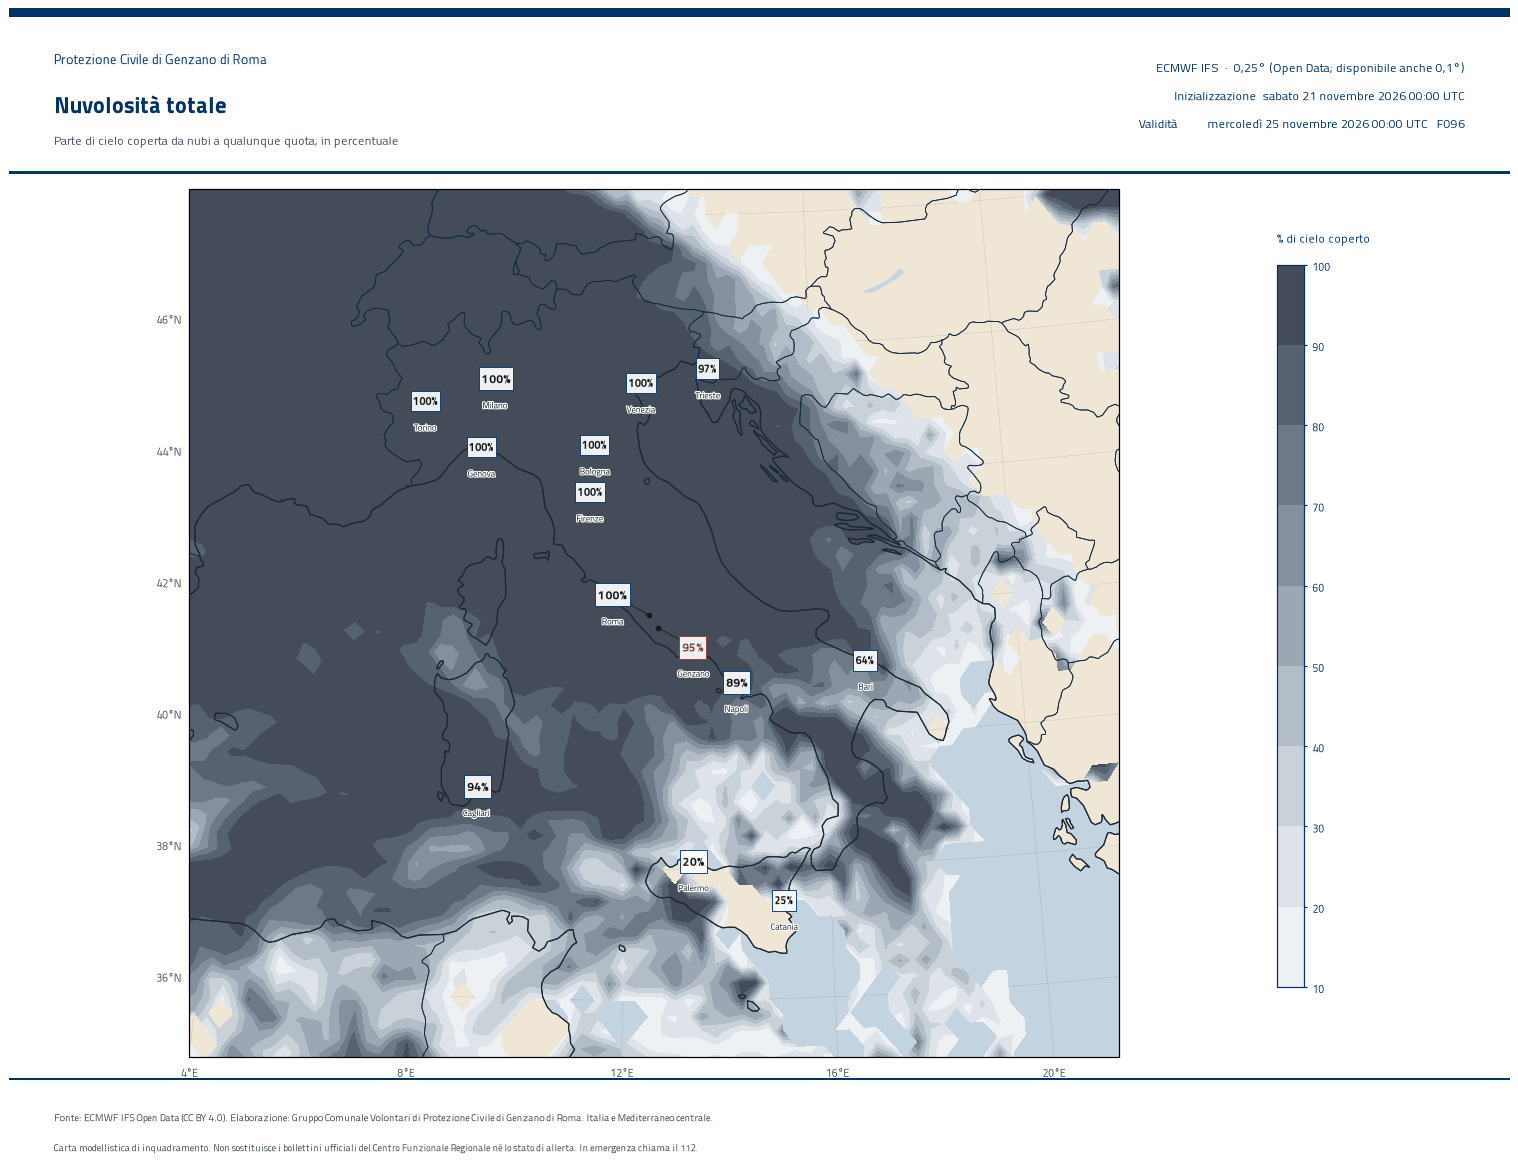 Protezione Civile di Genzano di Roma
Nuvolosità totale
Parte di cielo coperta da nubi a qualunque quota, in percentuale
ECMWF IFS · 0,25° (Open Data; disponibile anche 0,1°)
Inizializzazione sabato 21 novembre 2026 00:00 UTC
Validità mercoledì 25 novembre 2026 00:00 UTC F096
% di cielo coperto
100
90
80
70
60
50
40
30
20
10
46°N
44°N
42°N
40°N
38°N
36°N
4°E
8°E
12°E
16°E
20°E
97%
Trieste
100%
Milano
100%
Venezia
100%
Torino
100%
Genova
100%
Bologna
100%
Firenze
100%
Roma
95%
Genzano
64%
Bari
89%
Napoli
94%
Cagliari
20%
Palermo
25%
Catania
Fonte: ECMWF IFS Open Data (CC BY 4.0). Elaborazione: Gruppo Comunale Volontari di Protezione Civile di Genzano di Roma. Italia e Mediterraneo centrale.
Carta modellistica di inquadramento. Non sostituisce i bollettini ufficiali del Centro Funzionale Regionale né lo stato di allerta. In emergenza chiama il 112.